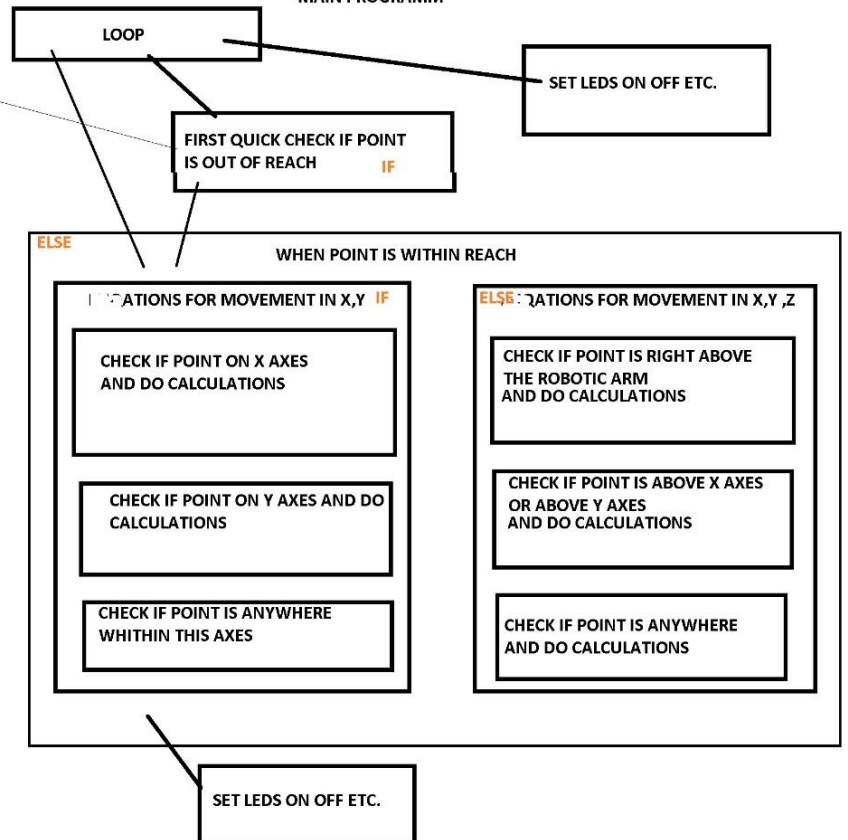 MAIN PROGRAMM
LOOP
SET LEDS ON OFF ETC.
FIRST QUICK CHECK IF POINT
IS OUT OF REACH
IF
ELSE
WHEN POINT IS WITHIN REACH
FOR MOVEMENT IN X,Y IF
CHECK IF POINT ON X AXES
AND DO CALCULATIONS
CHECK IF POINT ON Y AXES AND DO
CALCULATIONS
CHECK IF POINT IS ANYWHERE
WHITHIN THIS AXES
ELSE FOR MOVEMENT IN X,Y ,Z
CHECK IF POINT IS RIGHT ABOVE
THE ROBOTIC ARM
AND DO CALCULATIONS
CHECK IF POINT IS ABOVE X AXES
OR ABOVE Y AXES
AND DO CALCULATIONS
CHECK IF POINT IS ANYWHERE
AND DO CALCULATIONS
SET LEDS ON OFF ETC.